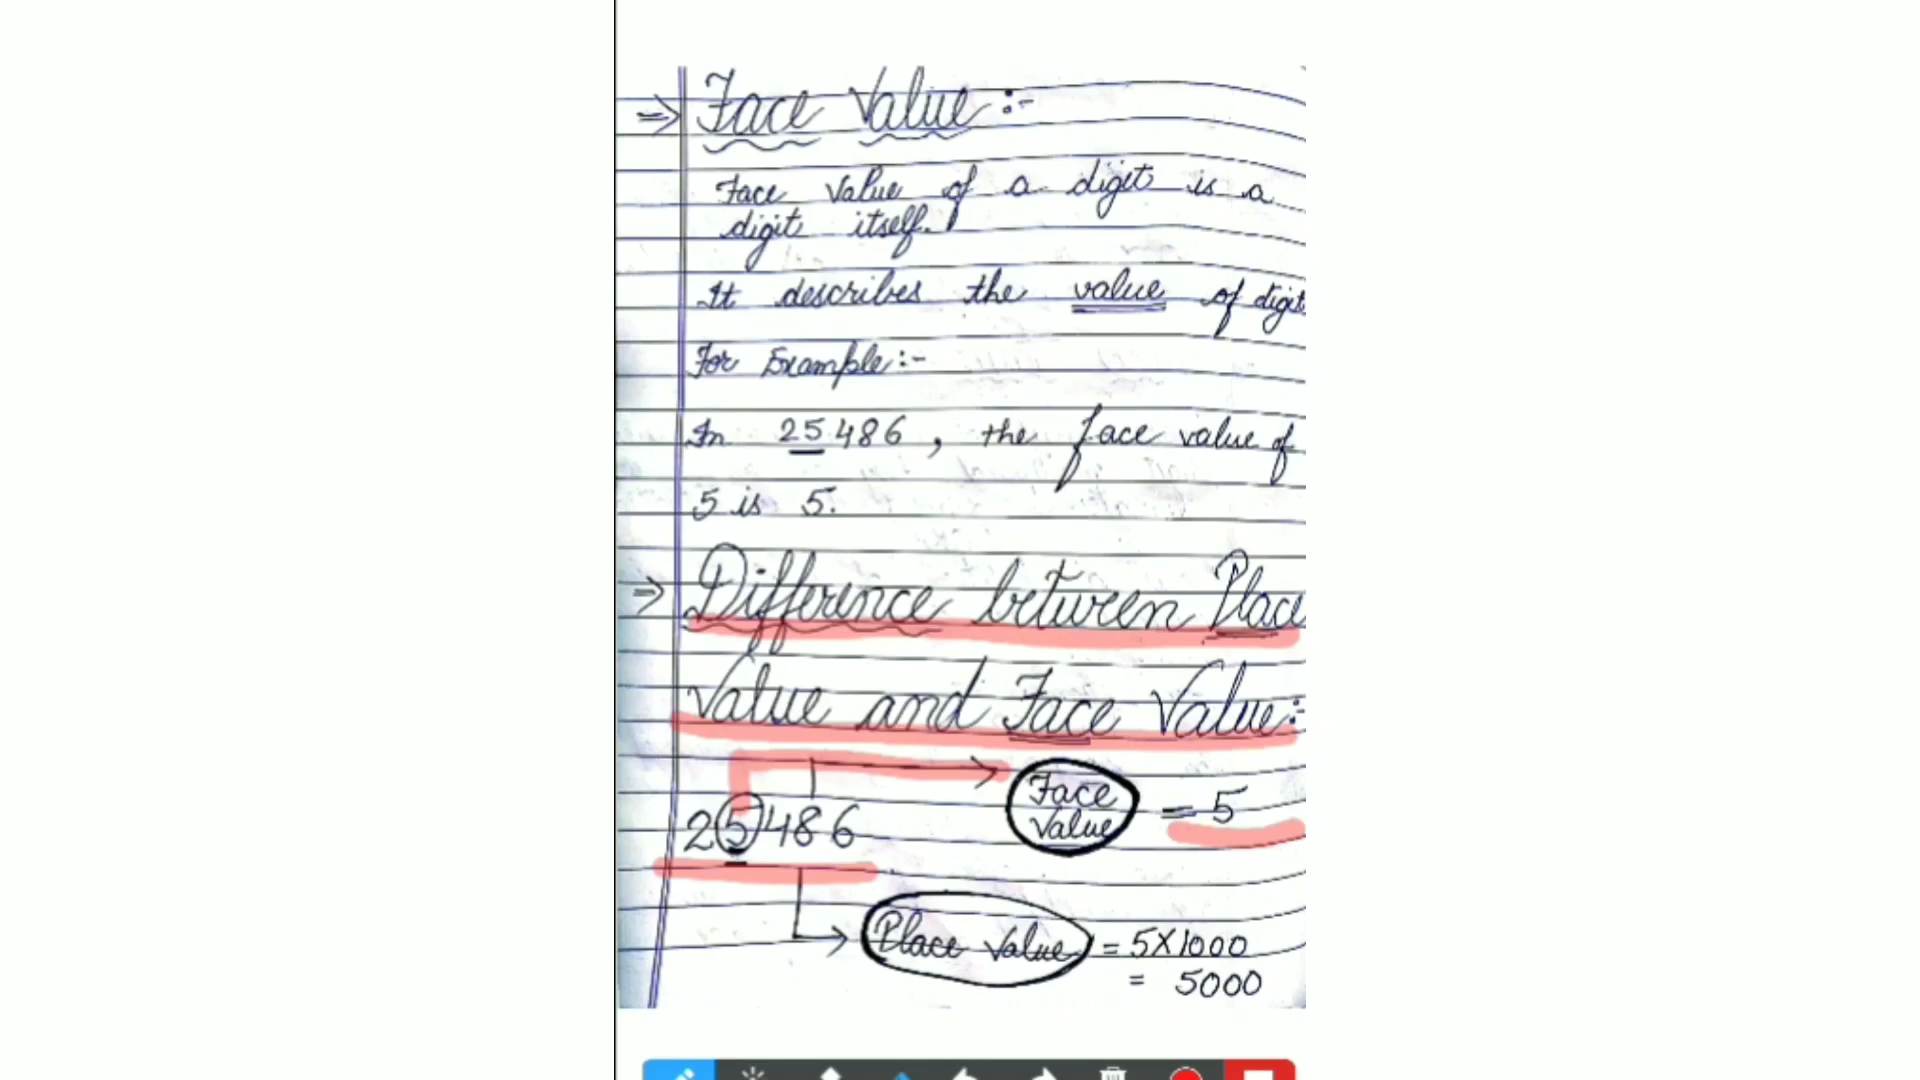 => Face Value :-
Face Value of a digit is a
digit itself.
It describes the value of digit
For Example:-
In 25486, the face value of
5 is 5.
=> Difference between Place
Value and Face Value:-
Face
Value = 5
25486
Place Value = 5X1000
= 5000